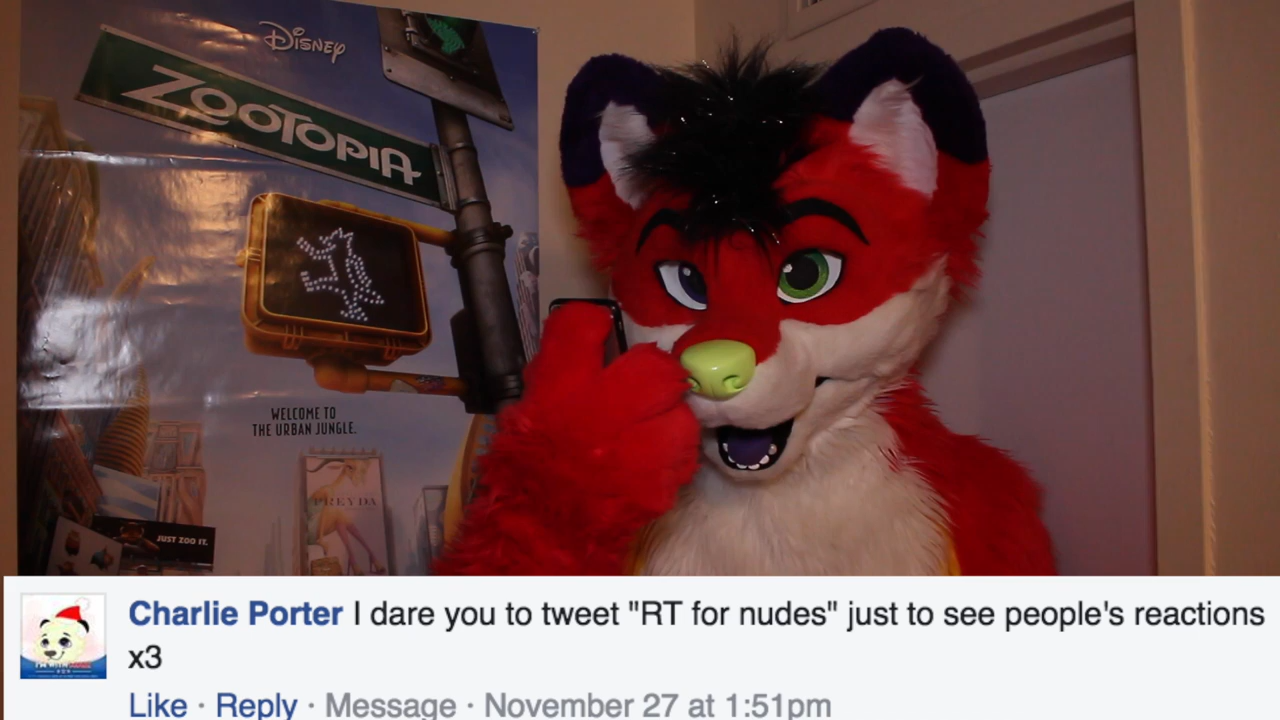 Disney
ZOOTOPIA
WELCOME TO
THE URBAN JUNGLE.
PREYDA
JUST ZOO IT.
Charlie Porter I dare you to tweet "RT for nudes" just to see people's reactions
x3
Like · Reply · Message · November 27 at 1:51pm